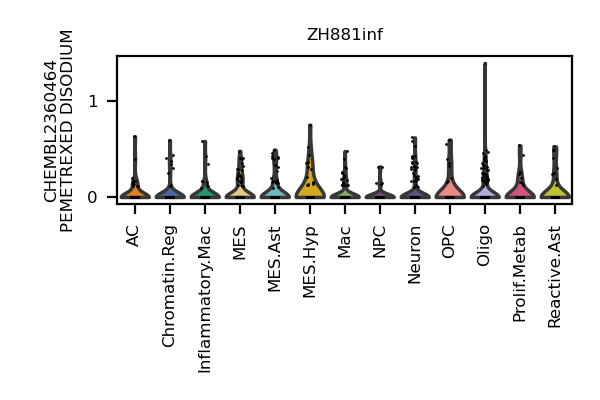 ZH881inf
CHEMBL2360464
PEMETREXED DISODIUM
1
0
AC
Chromatin.Reg
Inflammatory.Mac
MES
MES.Ast
MES.Hyp
Mac
NPC
Neuron
OPC
Oligo
Prolif.Metab
Reactive.Ast